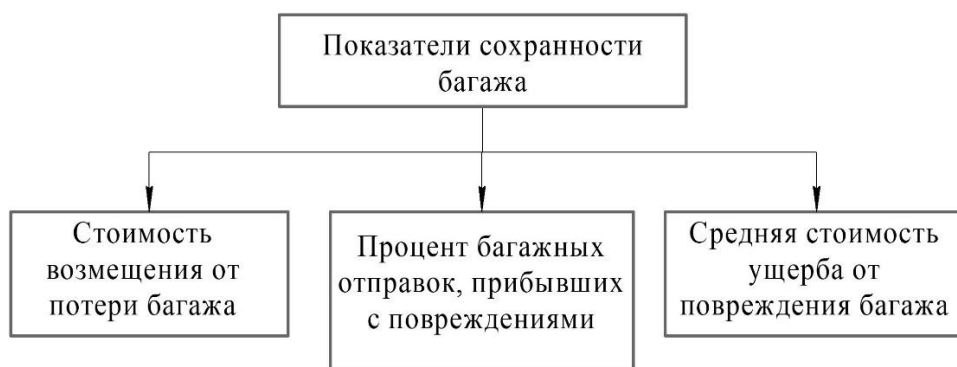 Показатели сохранности
багажа
Стоимость
возмещения от
потери багажа
Процент багажных
отправок, прибывших
с повреждениями
Средняя стоимость
ущерба от
повреждения багажа